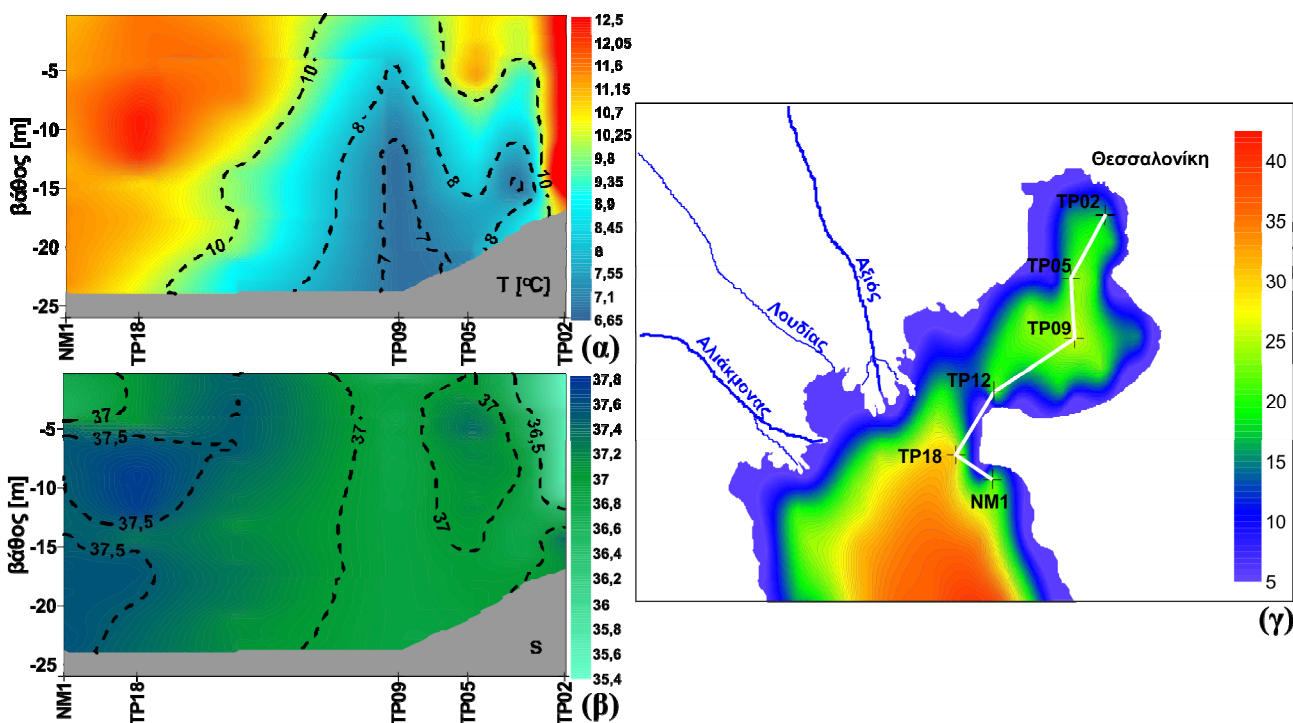 βάθος [m]
-5
-10
-15
-20
-25
10
10
8
8
7
7
8
10
T [°C]
NM1
TP18
TP09
TP05
TP02
12,5
12,05
11,6
11,15
10,7
10,25
9,8
9,35
8,9
8,45
8
7,55
7,1
6,65
(α)
βάθος [m]
-5
-10
-15
-20
-25
37
37,5
37,5
37,5
37
37
37
36,5
S
NM1
TP18
TP09
TP05
TP02
37,8
37,6
37,4
37,2
37
36,8
36,6
36,4
36,2
36
35,8
35,6
35,4
(β)
Θεσσαλονίκη
TP02
TP05
TP09
TP12
TP18
NM1
Αξιός
Λουδίας
Αλιάκμονας
40
35
30
25
20
15
10
5
(γ)